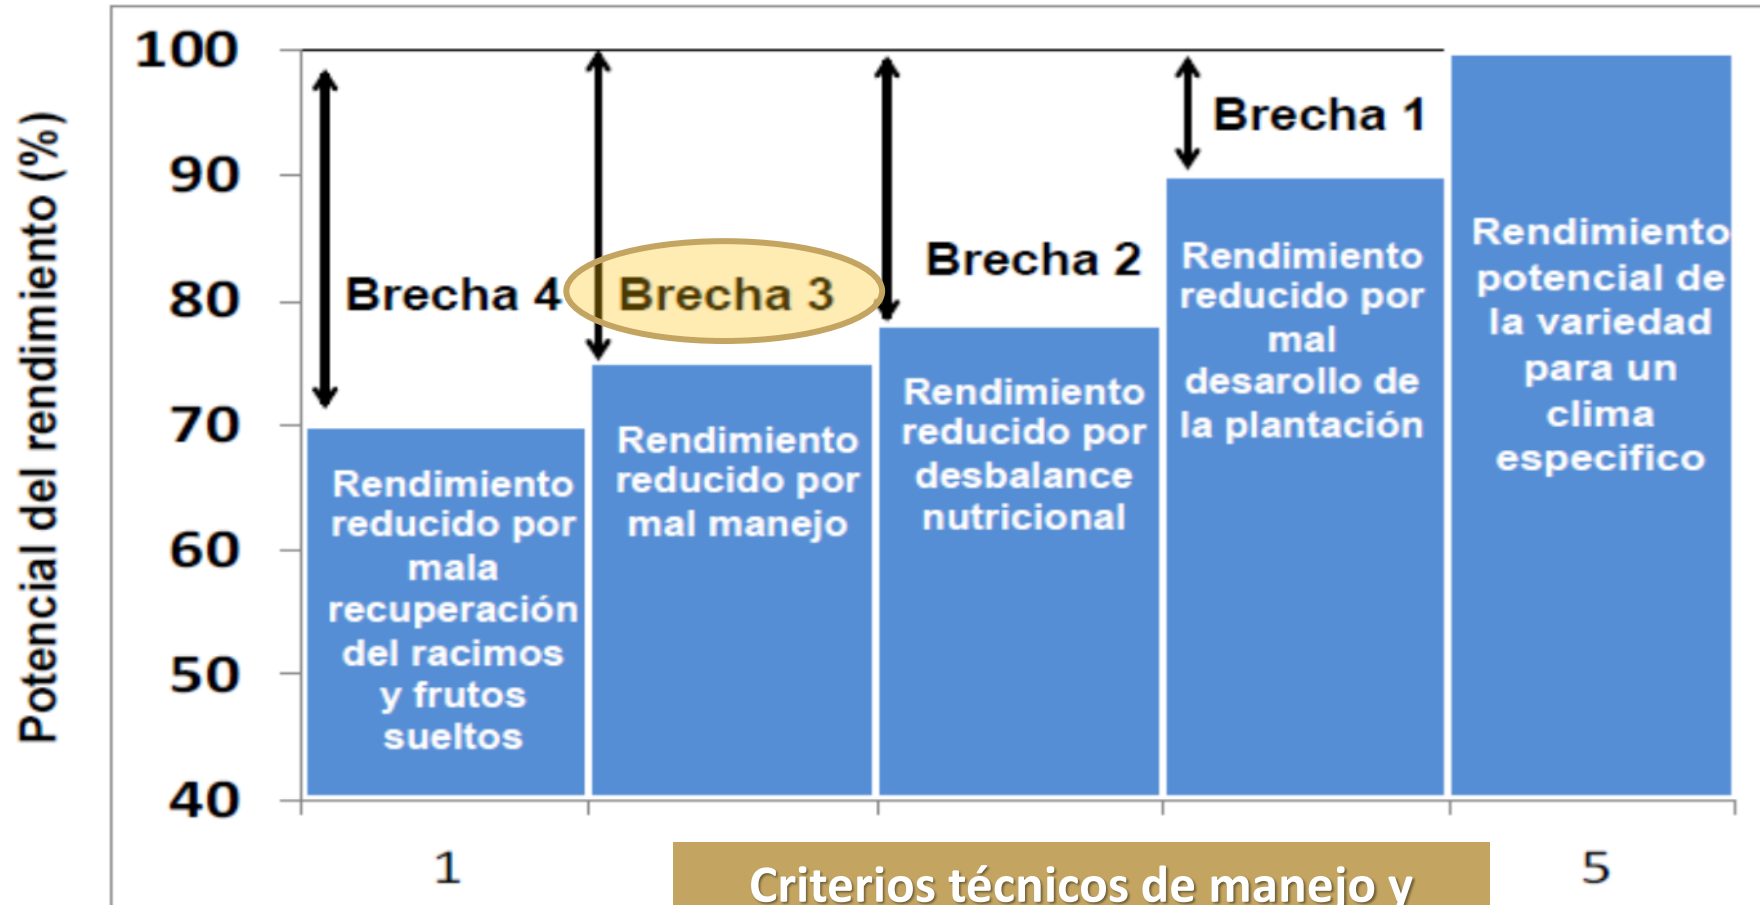 Potencial del rendimiento (%)
100
90
80
70
60
50
40
Brecha 4
Brecha 3
Brecha 2
Brecha 1
Rendimiento
reducido por
mala
recuperación
del racimos
y frutos
sueltos
Rendimiento
reducido por
mal manejo
Rendimiento
reducido por
desbalance
nutricional
Rendimiento
reducido por
mal
desarollo de
la plantación
Rendimiento
potencial de
la variedad
para un
clima
especifico
1
5
Criterios técnicos de manejo y